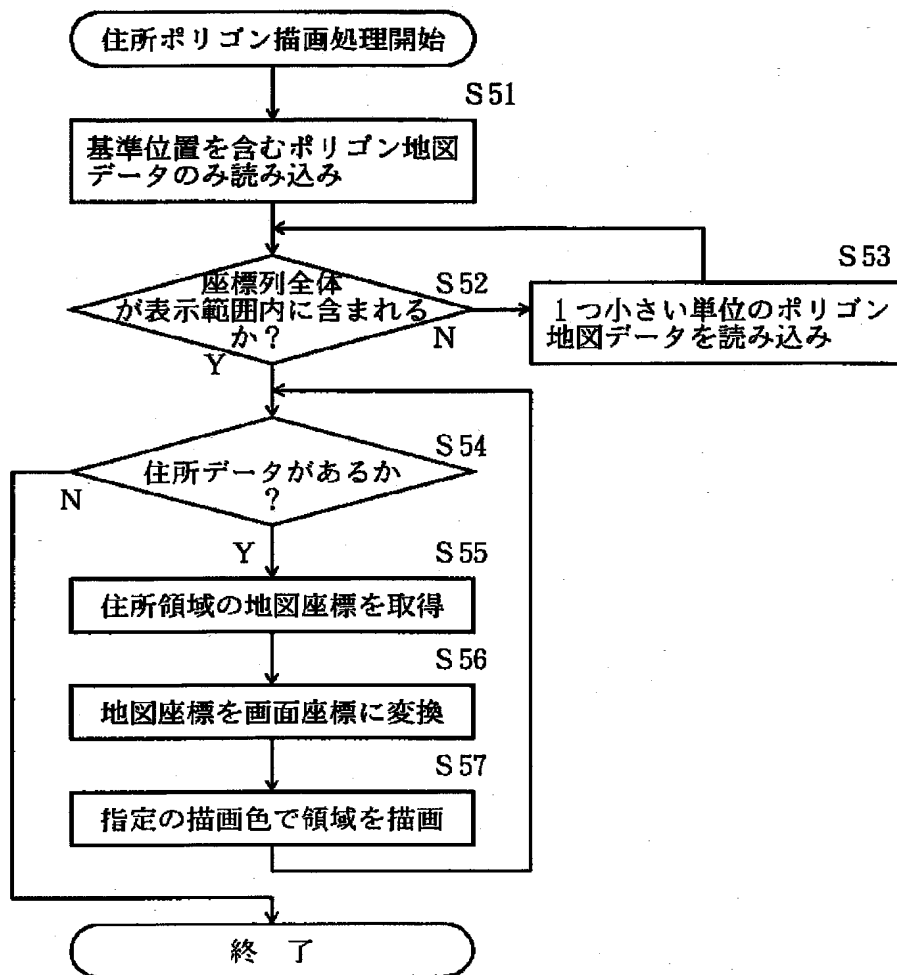 住所ポリゴン描画処理開始
S51
基準位置を含むポリゴン地図
データのみ読み込み
S52
座標列全体
が表示範囲内に含まれる
か?
N
Y
S53
1つ小さい単位のポリゴン
地図データを読み込み
S54
住所データがあるか
?
N
Y
S55
住所領域の地図座標を取得
S56
地図座標を画面座標に変換
S57
指定の描画色で領域を描画
終 了